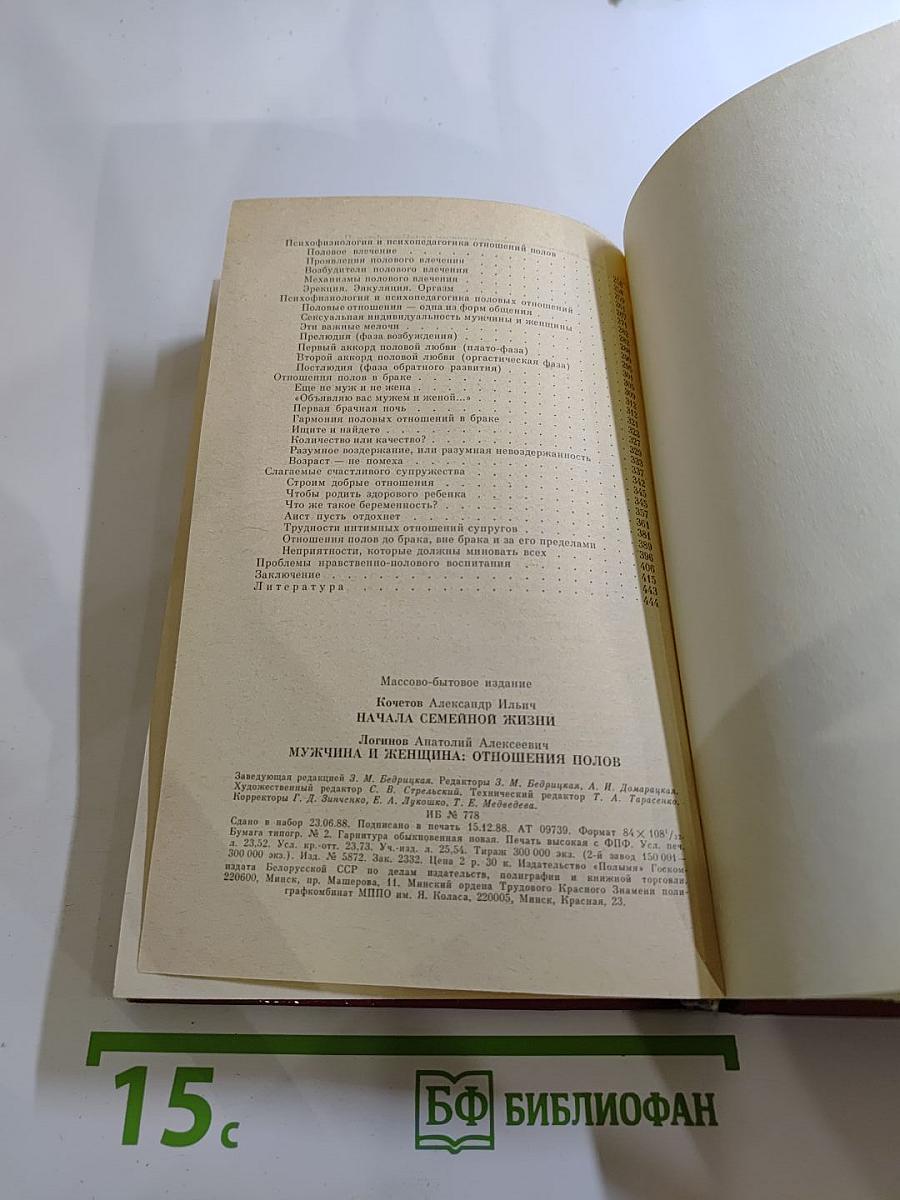 Психофизиология и психопедагогика отношений полов
Половое влечение
Проявления полового влечения
Возбудители полового влечения
Механизмы полового влечения
Эрекция. Эякуляция. Оргазм
Психофизиология и психопедагогика половых отношений
Половые отношения — одна из форм общения
Сексуальная индивидуальность мужчины и женщины
Эти важные мелочи
Прелюдия (фаза возбуждения)
Первый аккорд половой любви (плато-фаза)
Второй аккорд половой любви (оргастическая фаза)
Постлюдия (фаза обратного развития)
Отношения полов в браке
Еще не муж и не жена
«Объявляю вас мужем и женой...»
Первая брачная ночь
Гармония половых отношений в браке
Ищите и найдете
Количество или качество?
Разумное воздержание, или разумная невоздержанность
Возраст — не помеха
Слагаемые счастливого супружества
Строим добрые отношения
Чтобы родить здорового ребенка
Что же такое беременность?
Аист пусть отдохнет
Трудности интимных отношений супругов
Отношения полов до брака, вне брака и за его пределами
Неприятности, которые должны миновать всех
Проблемы нравственно-полового воспитания
Заключение
Литература . 444
Массово-бытовое издание
Кочетов Александр Ильич
НАЧАЛА СЕМЕЙНОЙ ЖИЗНИ
Логинов Анатолий Алексеевич
МУЖЧИНА И ЖЕНЩИНА: ОТНОШЕНИЯ ПОЛОВ
Заведующая редакцией З. М. Бедрицкая. Редакторы З. М. Бедрицкая, А. И. Домарацкая.
Художественный редактор С. В. Стрельский. Технический редактор Т. А. Тарасенко.
Корректоры Г. Д. Зинченко, Е. А. Лукошко, Т. Е. Медведева.
ИБ № 778
Сдано в набор 23.06.88. Подписано в печать 15.12.88. АТ 09739. Формат 84×108¹/₃₂.
Бумага типогр. № 2. Гарнитура обыкновенная новая. Печать высокая с ФПФ. Усл. печ.
л. 23,52. Усл. кр.-отт. 23,73. Уч.-изд. л. 25,54. Тираж 300 000 экз. (2-й завод 150 001—
300 000 экз.). Изд. № 5872. Зак. 2332. Цена 2 р. 30 к. Издательство «Полымя» Госком-
издата Белорусской ССР по делам издательств, полиграфии и книжной торговли.
220600, Минск, пр. Машерова, 11. Минский ордена Трудового Красного Знамени поли-
графкомбинат МППО им. Я. Коласа, 220005, Минск, Красная, 23.
15 с
БФ БИБЛИОФАН